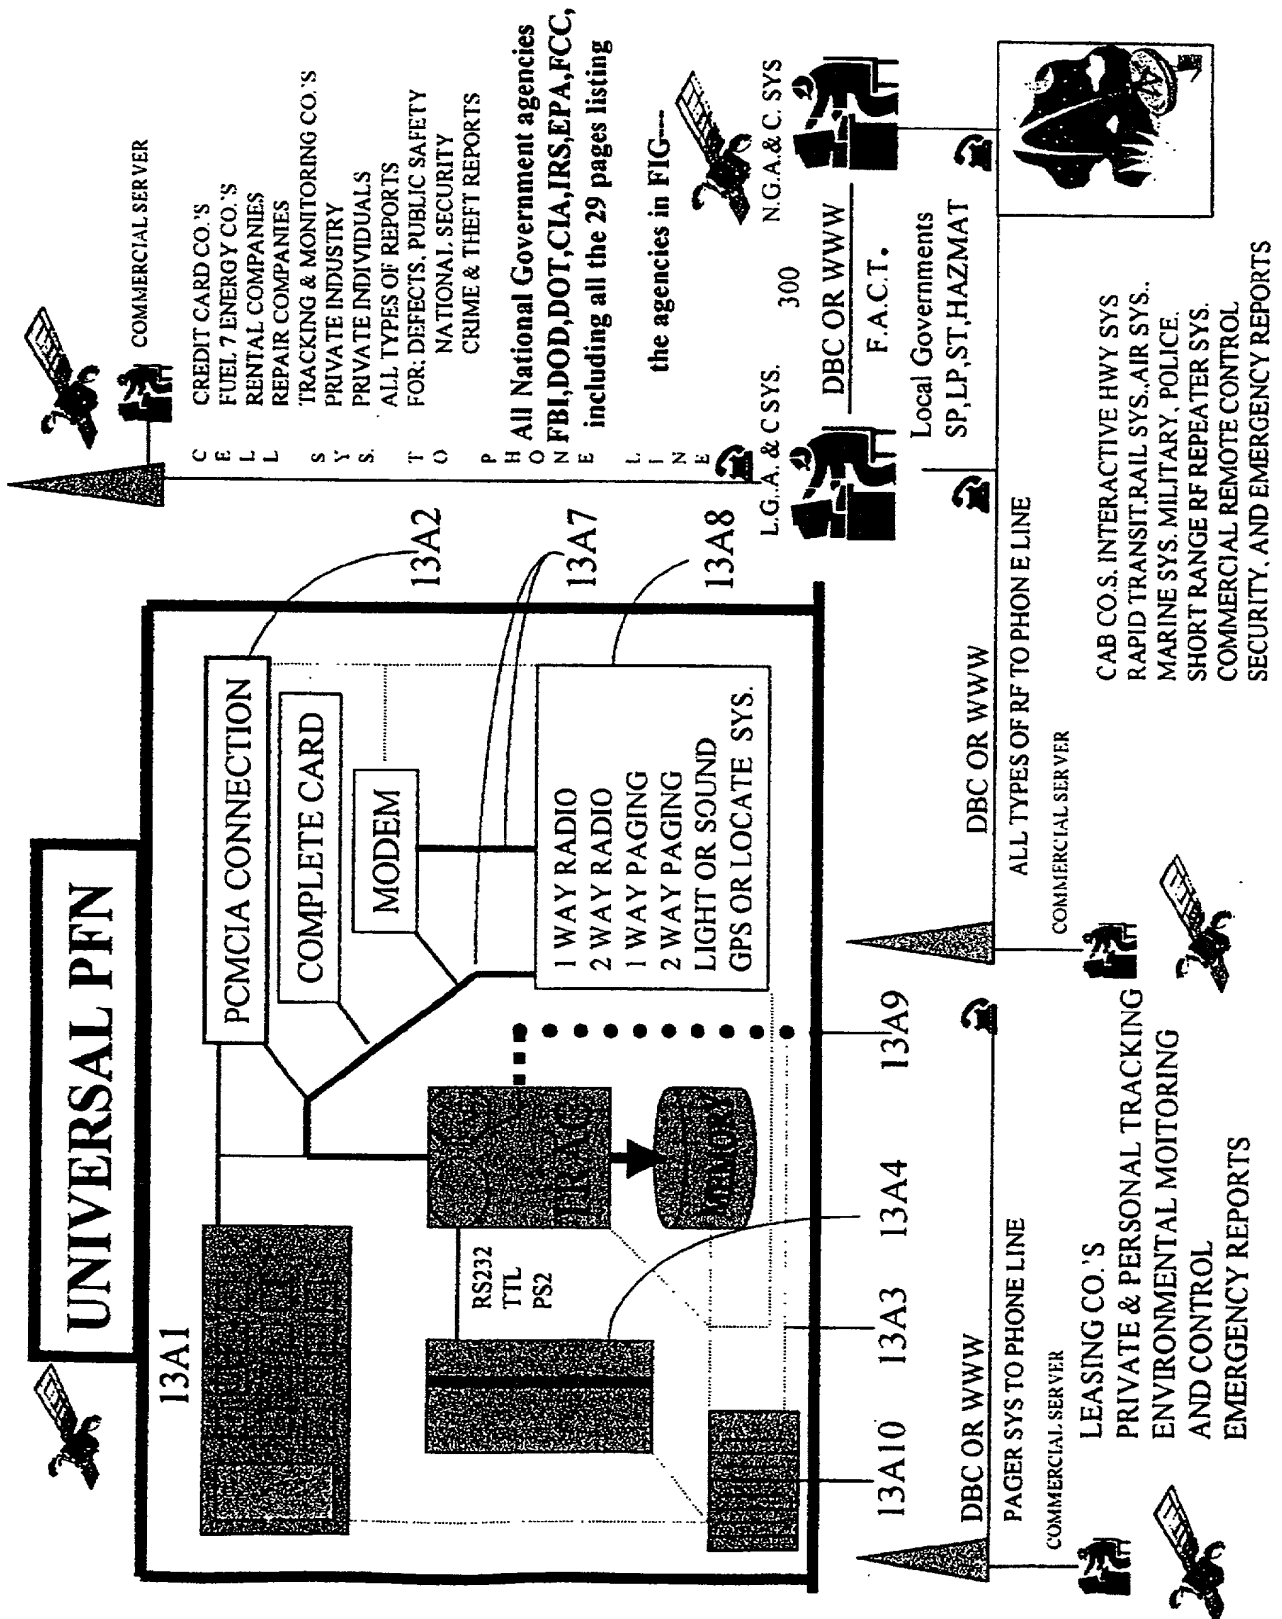 UNIVERSAL PFN
13A1
PCMCIA CONNECTION
COMPLETE CARD
MODEM
1 WAY RADIO
2 WAY RADIO
1 WAY PAGING
2 WAY PAGING
LIGHT OR SOUND
GPS OR LOCATE SYS.
RS232
TTL
PS2
TRAC
MEMORY
13A2
13A7
13A8
13A10
13A3
13A4
13A9
COMMERCIAL SERVER
CELL SYS. TO PHONE LINE
CREDIT CARD CO.'S
FUEL 7 ENERGY CO.'S
RENTAL COMPANIES
REPAIR COMPANIES
TRACKING & MONITORING CO.'S
PRIVATE INDUSTRY
PRIVATE INDIVIDUALS
ALL TYPES OF REPORTS
FOR: DEFECTS, PUBLIC SAFETY
NATIONAL SECURITY
CRIME & THEFT REPORTS
All National Government agencies
FBI,DOD,DOT,CIA,IRS,EPA,FCC,
including all the 29 pages listing
the agencies in FIG---
L.G.A. & C SYS.
300
N.G.A.& C. SYS
DBC OR WWW
F.A.C.T.
Local Governments
SP,LP,ST,HAZMAT
DBC OR WWW
PAGER SYS TO PHONE LINE
COMMERCIAL SERVER
LEASING CO.'S
PRIVATE & PERSONAL TRACKING
ENVIRONMENTAL MOITORING
AND CONTROL
EMERGENCY REPORTS
DBC OR WWW
ALL TYPES OF RF TO PHON E LINE
COMMERCIAL SERVER
CAB CO.S. INTERACTIVE HWY SYS
RAPID TRANSIT,RAIL SYS.,AIR SYS..
MARINE SYS. MILITARY, POLICE.
SHORT RANGE RF REPEATER SYS.
COMMERCIAL REMOTE CONTROL
SECURITY, AND EMERGENCY REPORTS